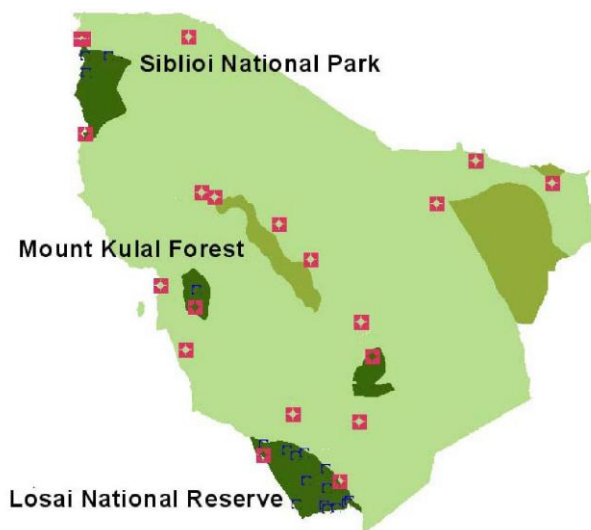 Siblioi National Park
Mount Kulal Forest
Losai National Reserve